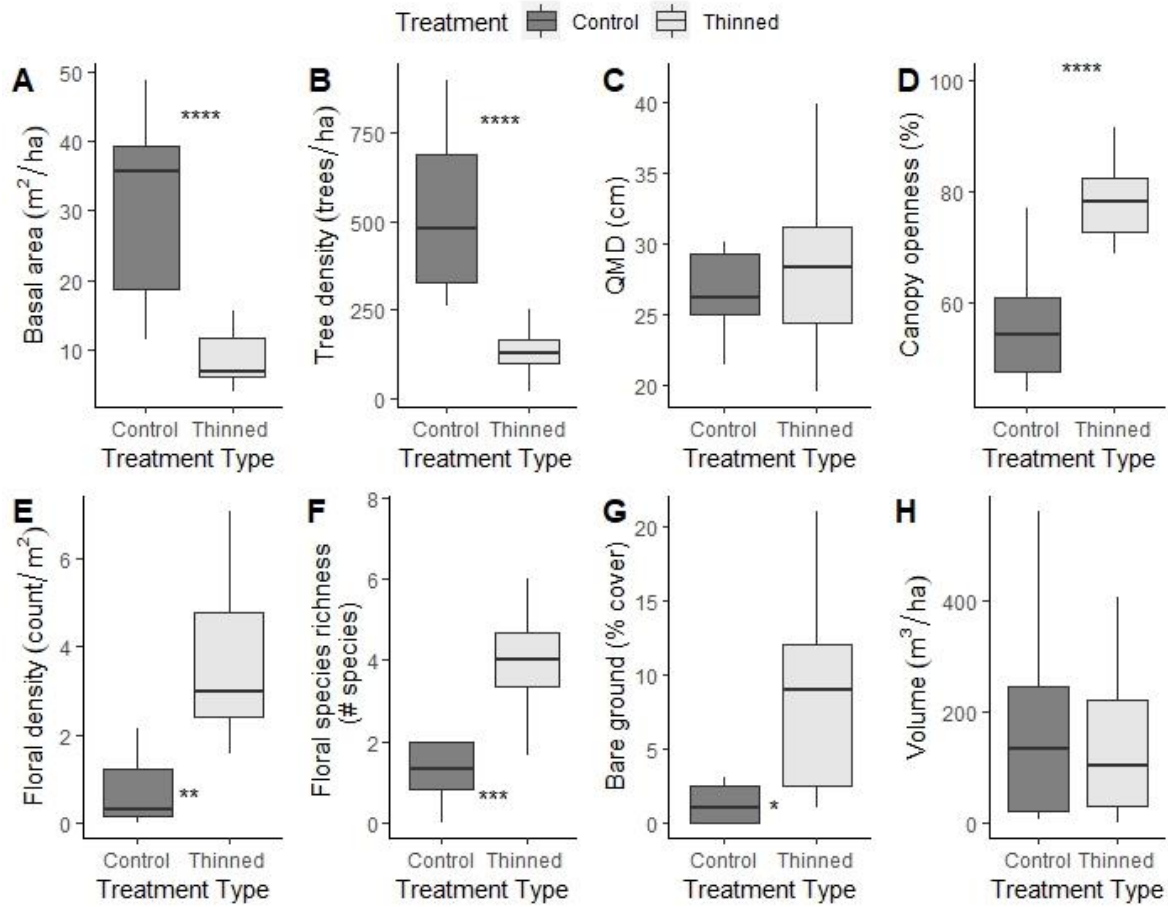 Treatment Control Thinned
A
Basal area (m²/ha)
50
40
30
20
10
****
Control Thinned
Treatment Type
B
Tree density (trees/ha)
750
500
250
0
****
Control Thinned
Treatment Type
C
QMD (cm)
40
35
30
25
20
Control Thinned
Treatment Type
D
Canopy openness (%)
100
80
60
****
Control Thinned
Treatment Type
E
Floral density (count/m²)
6
4
2
0
**
Control Thinned
Treatment Type
F
Floral species richness
(# species)
8
6
4
2
0
***
Control Thinned
Treatment Type
G
Bare ground (% cover)
20
15
10
5
0
*
Control Thinned
Treatment Type
H
Volume (m³/ha)
400
200
0
Control Thinned
Treatment Type